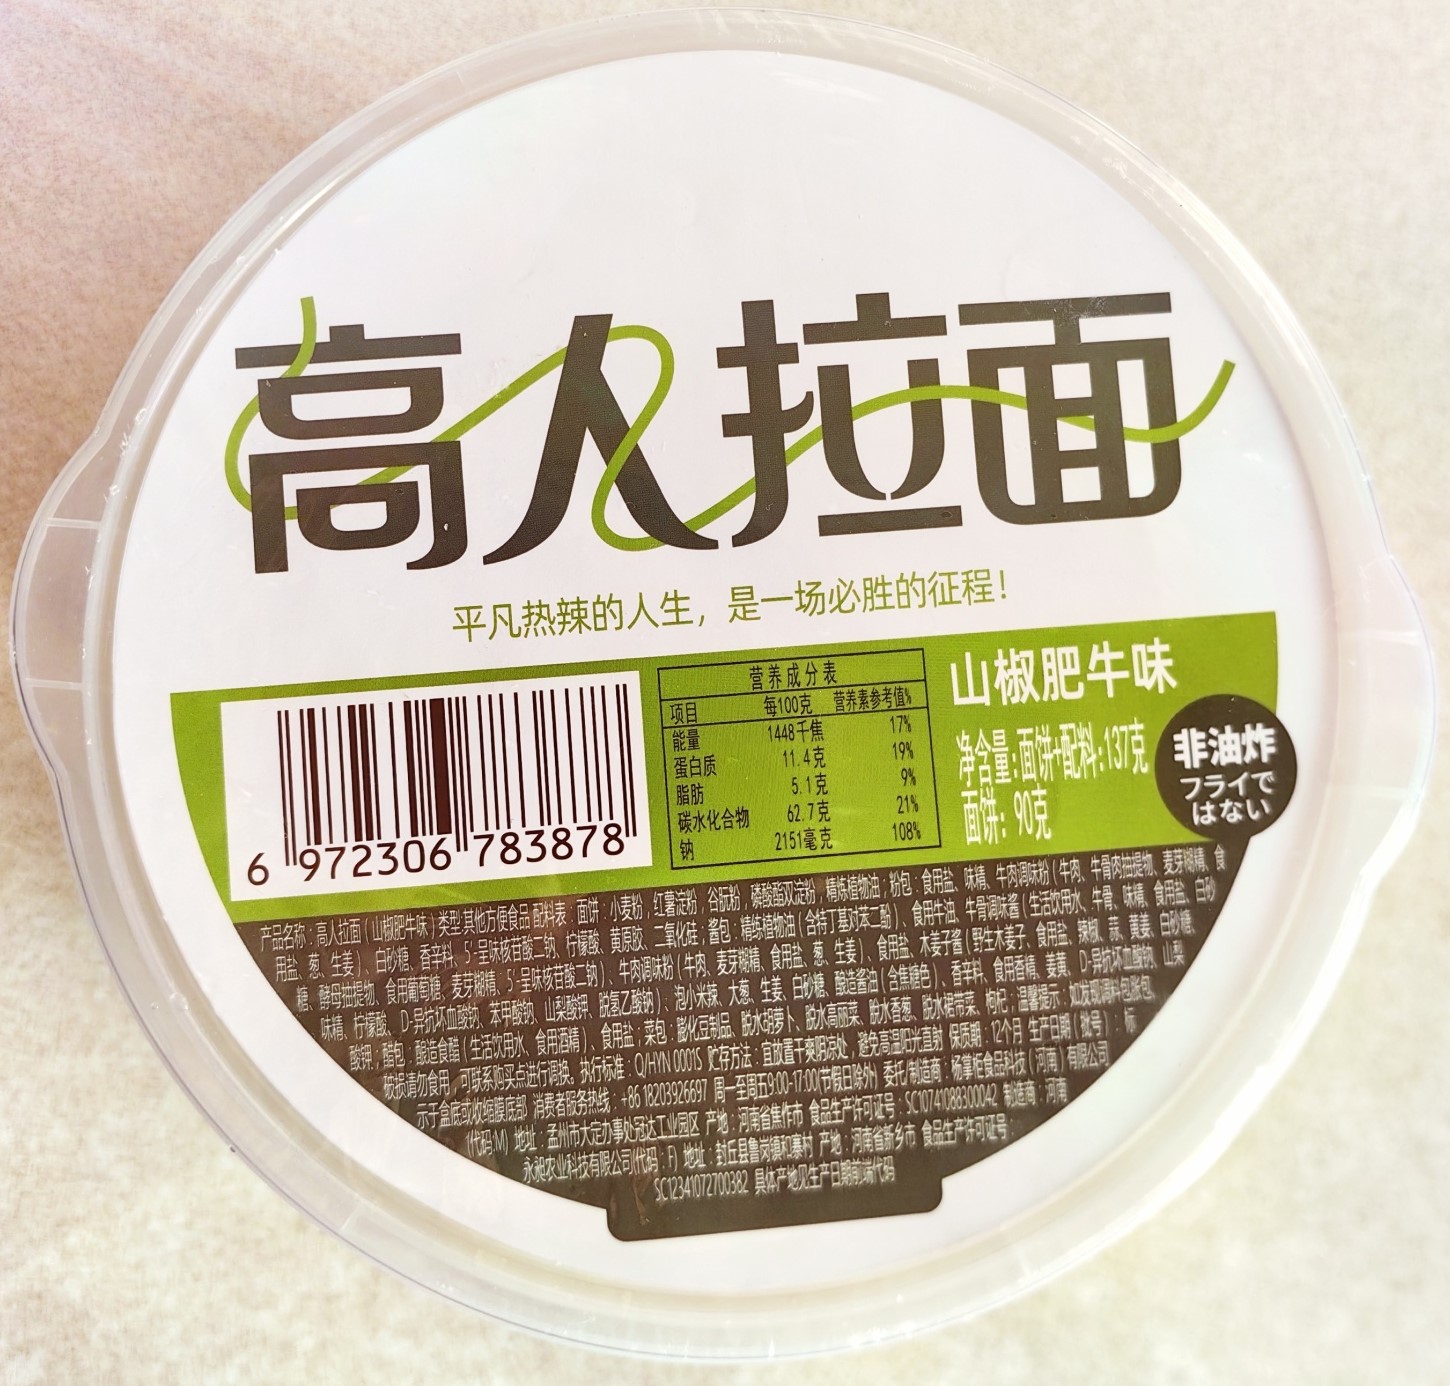 高人拉面
平凡热辣的人生，是一场必胜的征程！
6 972306 783878
营养成分表
项目 每100克 营养素参考值%
能量 1448千焦 17%
蛋白质 11.4克 19%
脂肪 5.1克 9%
碳水化合物 62.7克 21%
钠 2151毫克 108%
山椒肥牛味
净含量:面饼+配料:137克
面饼: 90克
非油炸
フライで
はない
产品名称：高人拉面（山椒肥牛味）类型:其他方便食品 配料表：面饼：小麦粉，红薯淀粉，谷朊粉，磷酸酯双淀粉，精炼植物油；粉包：食用盐、味精、牛肉调味粉（牛肉、牛骨肉抽提物、麦芽糊精、食
用盐、葱、生姜）、白砂糖、香辛料、5'-呈味核苷酸二钠、柠檬酸、黄原胶、二氧化硅；酱包：精炼植物油（含特丁基对苯二酚）、食用牛油、牛骨调味酱（生活饮用水、牛骨、味精、食用盐、白砂
糖、酵母抽提物、食用葡萄糖、麦芽糊精、5'-呈味核苷酸二钠）、牛肉调味粉（牛肉、麦芽糊精、食用盐、葱、生姜）、食用盐、木姜子酱（野生木姜子、食用盐、辣椒、蒜、黄姜、白砂糖、
味精、柠檬酸、D-异抗坏血酸钠、苯甲酸钠、山梨酸钾、脱氢乙酸钠）、泡小米辣、大葱、生姜、白砂糖、酿造酱油（含焦糖色）、香辛料、食用香精、姜黄、D-异抗坏血酸钠、山梨
酸钾；醋包：酿造食醋（生活饮用水、食用酒精）、食用盐；菜包：膨化豆制品、脱水胡萝卜、脱水高丽菜、脱水香葱、脱水裙带菜、枸杞；温馨提示：如发现调料包胀包、
破损请勿食用，可联系购买点进行调换。执行标准：Q/HYN 0001S 贮存方法：宜放置干爽阴凉处，避免高温阳光直射 保质期：12个月 生产日期（批号）：标
示于盒底或收缩膜底部 消费者服务热线：+86 18203926697 周一至周五9:00-17:00(节假日除外) 委托/制造商：杨掌柜食品科技（河南）有限公司
(代码:M) 地址：孟州市大定办事处冠达工业园区 产地：河南省焦作市 食品生产许可证号：SC10741088300042 制造商：河南
永昶农业科技有限公司(代码：F) 地址：封丘县鲁岗镇和寨村 产地：河南省新乡市 食品生产许可证号：
SC12341072700382 具体产地见生产日期前端代码